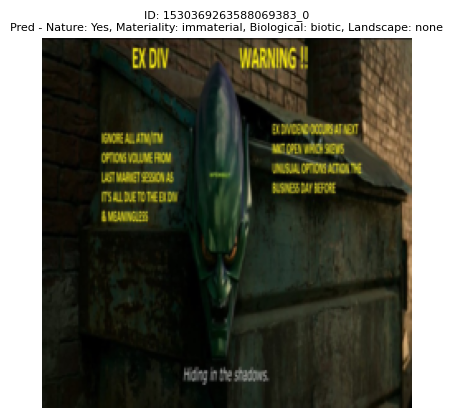 ID: 1530369263588069383_0
Pred - Nature: Yes, Materiality: immaterial, Biological: biotic, Landscape: none
EX DIV WARNING !!
IGNORE ALL ATM/ITM
OPTIONS VOLUME FROM
LAST MARKET SESSION AS
IT'S ALL DUE TO THE EX DIV
& MEANINGLESS
EX DIVIDEND OCCURS AT NEXT
MKT OPEN WHICH SKEWS
UNUSUAL OPTIONS ACTION THE
BUSINESS DAY BEFORE
Hiding in the shadows.